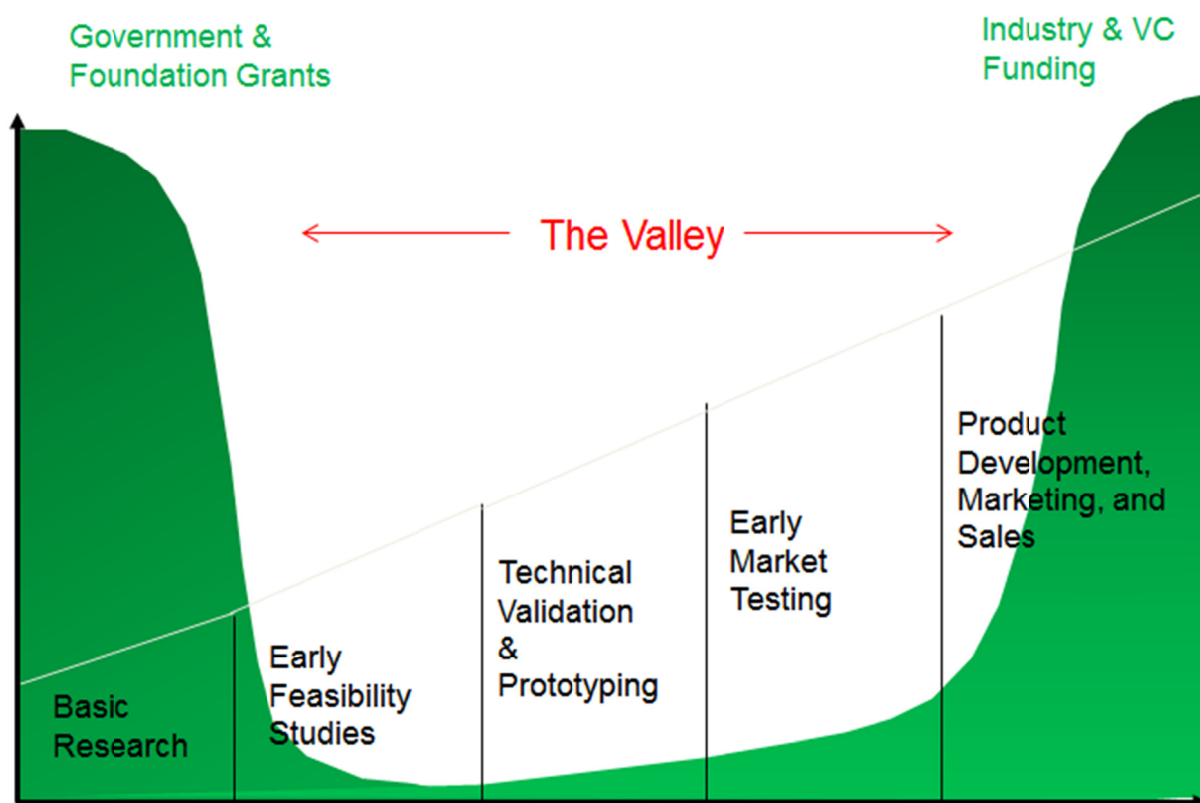 Government &
Foundation Grants
Industry & VC
Funding
The Valley
Basic
Research
Early
Feasibility
Studies
Technical
Validation
&
Prototyping
Early
Market
Testing
Product
Development,
Marketing, and
Sales